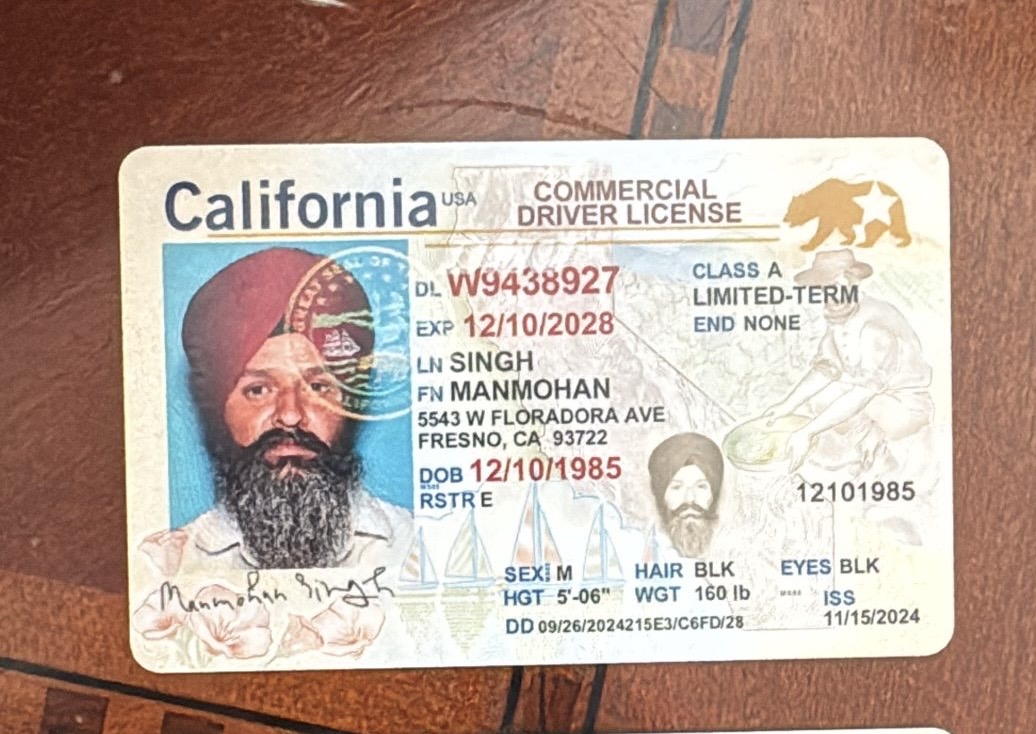 California USA
COMMERCIAL
DRIVER LICENSE
DL W9438927
CLASS A
LIMITED-TERM
EXP 12/10/2028
END NONE
LN SINGH
FN MANMOHAN
5543 W FLORADORA AVE
FRESNO, CA 93722
DOB 12/10/1985
RSTR E
12101985
SEX M
HAIR BLK
EYES BLK
HGT 5'-06"
WGT 160 lb
ISS
DD 09/26/2024215E3/C6FD/28
11/15/2024
Manmohan Singh